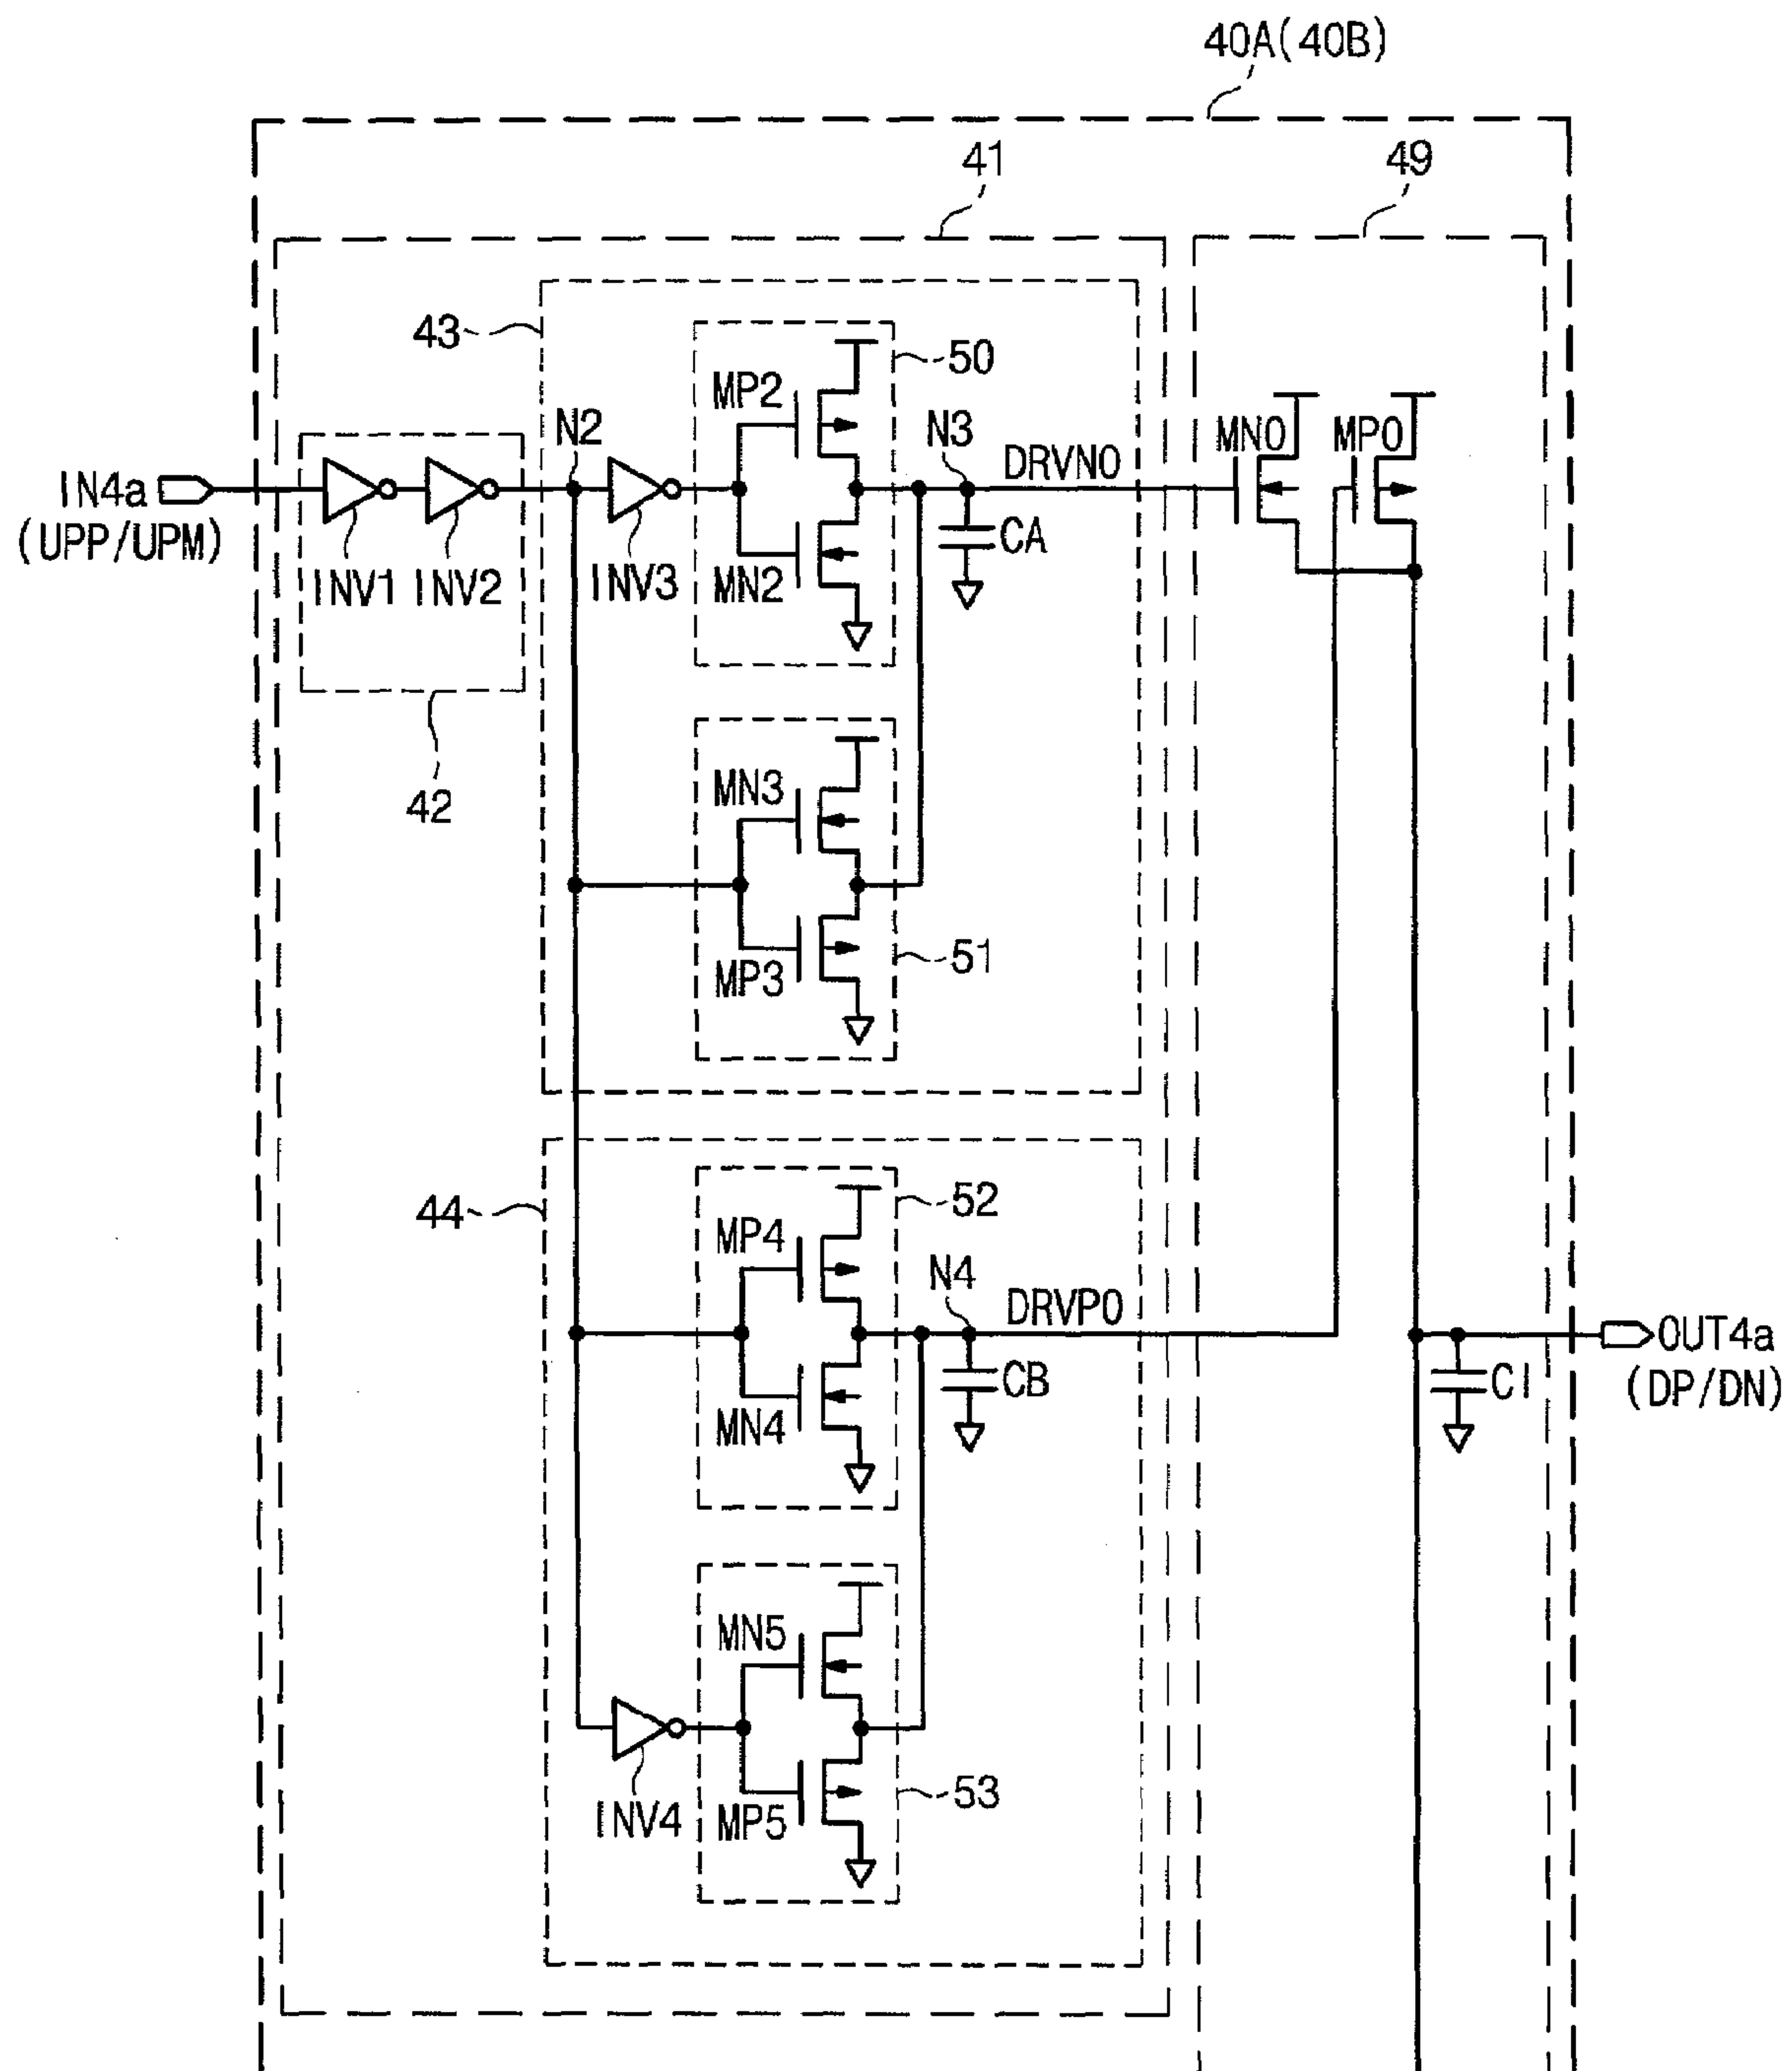 40A(40B)
41
49
43
50
MP2
N2
N3
DRVN0
MN0
MP0
IN4a
(UPP/UPM)
INV1
INV2
INV3
MN2
CA
42
MN3
MP3
51
44
52
MP4
N4
DRVP0
OUT4a
(DP/DN)
MN4
CB
C1
MN5
INV4
MP5
53